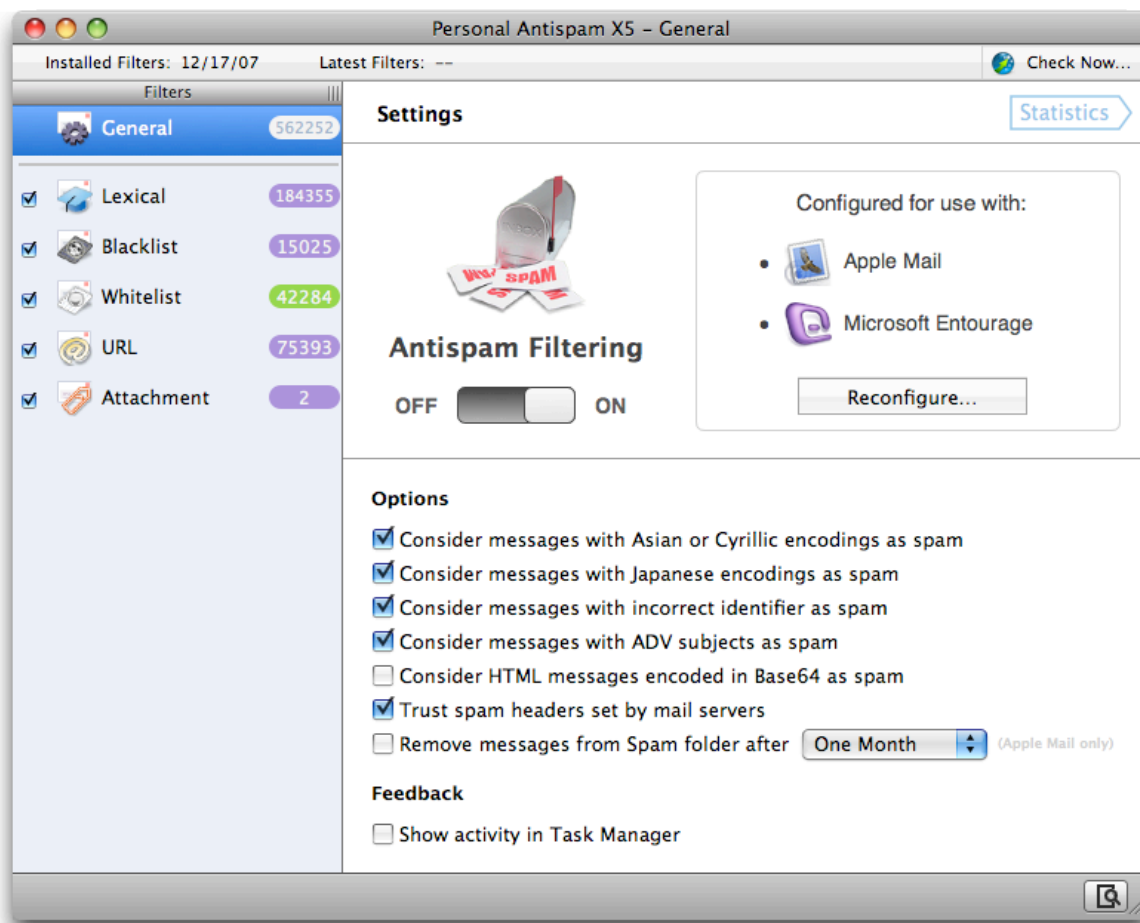 Personal Antispam X5 – General
Installed Filters: 12/17/07 Latest Filters: -- Check Now...
Filters
General 562252
Lexical 184355
Blacklist 15025
Whitelist 42284
URL 75393
Attachment 2
Settings
Statistics
INBOX
SPAM
Antispam Filtering
OFF ON
Configured for use with:
• Apple Mail
• Microsoft Entourage
Reconfigure...
Options
Consider messages with Asian or Cyrillic encodings as spam
Consider messages with Japanese encodings as spam
Consider messages with incorrect identifier as spam
Consider messages with ADV subjects as spam
Consider HTML messages encoded in Base64 as spam
Trust spam headers set by mail servers
Remove messages from Spam folder after One Month (Apple Mail only)
Feedback
Show activity in Task Manager